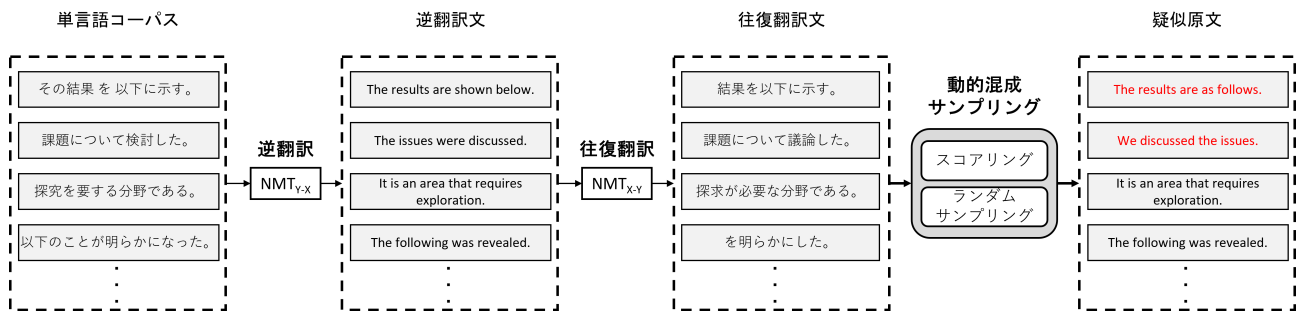 単言語コーパス
その結果 を 以下に示す。
課題について検討した。
探究を要する分野である。
以下のことが明らかになった。
逆翻訳
NMTY-X
逆翻訳文
The results are shown below.
The issues were discussed.
It is an area that requires
exploration.
The following was revealed.
往復翻訳
NMTX-Y
往復翻訳文
結果を以下に示す。
課題について議論した。
探求が必要な分野である。
を明らかにした。
動的混成
サンプリング
スコアリング
ランダム
サンプリング
疑似原文
The results are as follows.
We discussed the issues.
It is an area that requires
exploration.
The following was revealed.